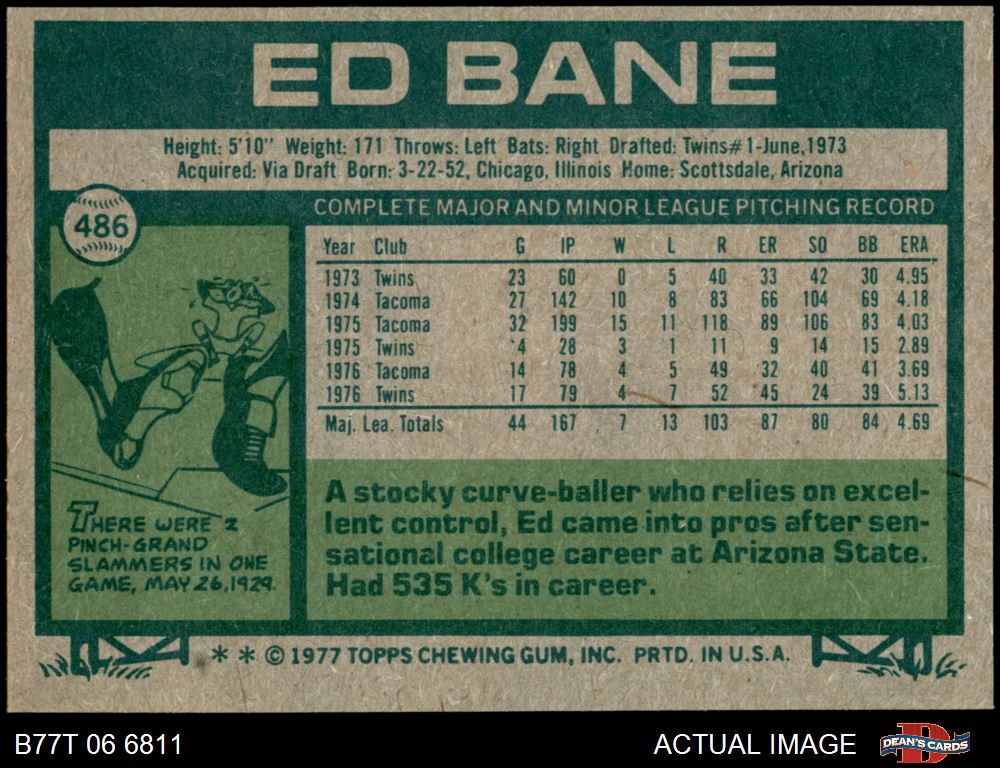 ED BANE
Height: 5'10" Weight: 171 Throws: Left Bats: Right Drafted: Twins#1-June,1973
Acquired: Via Draft Born: 3-22-52, Chicago, Illinois Home: Scottsdale, Arizona
486
COMPLETE MAJOR AND MINOR LEAGUE PITCHING RECORD
Year Club G IP W L R ER SO BB ERA
1973 Twins 23 60 0 5 40 33 42 30 4.95
1974 Tacoma 27 142 10 8 83 66 104 69 4.18
1975 Tacoma 32 199 15 11 118 89 106 83 4.03
1975 Twins 4 28 3 1 11 9 14 15 2.89
1976 Tacoma 14 78 4 5 49 32 40 41 3.69
1976 Twins 17 79 4 7 52 45 24 39 5.13
Maj. Lea. Totals 44 167 7 13 103 87 80 84 4.69
THERE WERE 2
PINCH-GRAND
SLAMMERS IN ONE
GAME, MAY 26, 1929.
A stocky curve-baller who relies on excel-
lent control, Ed came into pros after sen-
sational college career at Arizona State.
Had 535 K's in career.
* * © 1977 TOPPS CHEWING GUM, INC. PRTD. IN U.S.A.
B77T 06 6811
ACTUAL IMAGE
DEAN'S CARDS